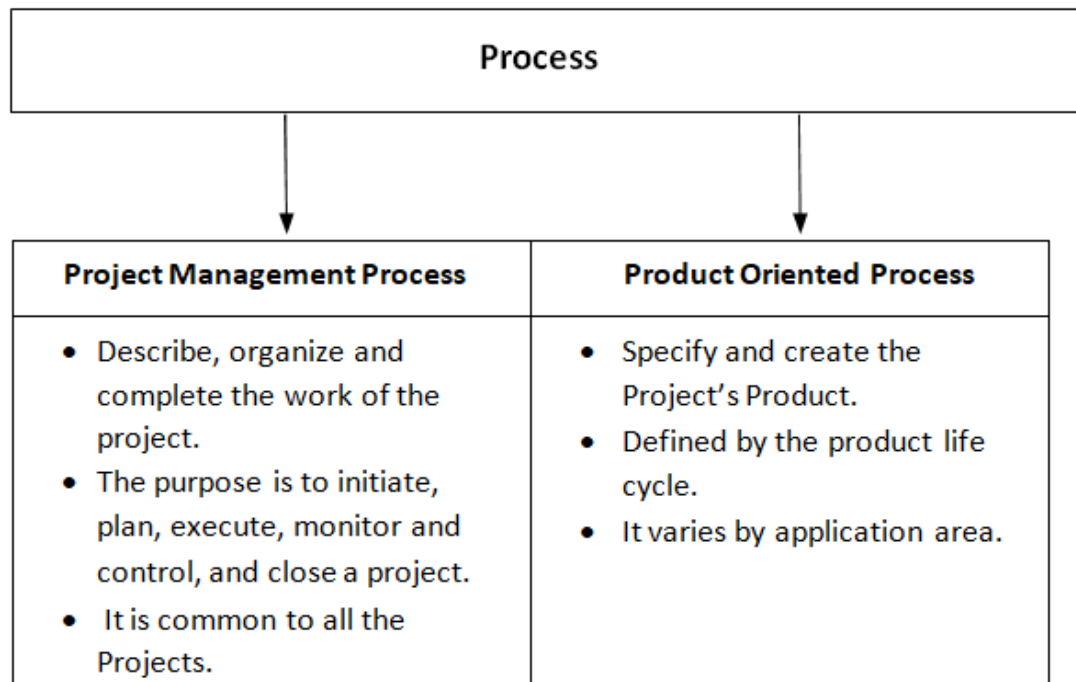 Process
Project Management Process
• Describe, organize and
complete the work of the
project.
• The purpose is to initiate,
plan, execute, monitor and
control, and close a project.
• It is common to all the
Projects.
Product Oriented Process
• Specify and create the
Project’s Product.
• Defined by the product life
cycle.
• It varies by application area.